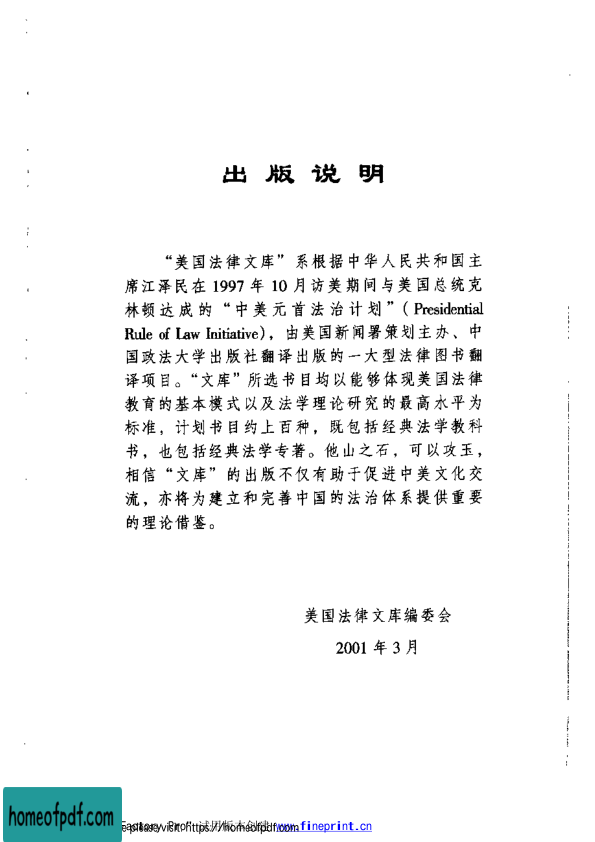 出版说明
“美国法律文库”系根据中华人民共和国主
席江泽民在1997年10月访美期间与美国总统克
林顿达成的“中美元首法治计划”(Presidential
Rule of Law Initiative)，由美国新闻署策划主办、中
国政法大学出版社翻译出版的一大型法律图书翻
译项目。“文库”所选书目均以能够体现美国法律
教育的基本模式以及法学理论研究的最高水平为
标准，计划书目约上百种，既包括经典法学教科
书，也包括经典法学专著。他山之石，可以攻玉，
相信“文库”的出版不仅有助于促进中美文化交
流，亦将为建立和完善中国的法治体系提供重要
的理论借鉴。
美国法律文库编委会
2001年3月
homeofpdf.com
please visit: https://homeofpdf.com
www.fineprint.cn